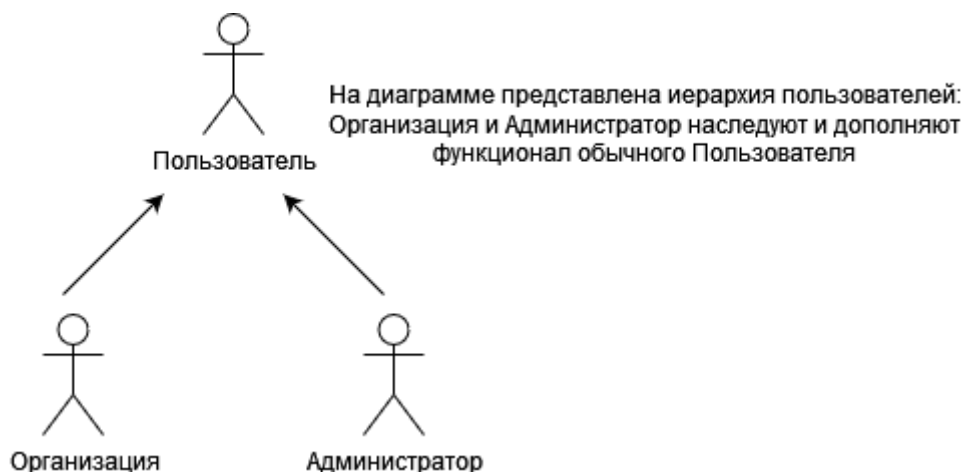 На диаграмме представлена иерархия пользователей:
Организация и Администратор наследуют и дополняют
функционал обычного Пользователя
Пользователь
Организация
Администратор